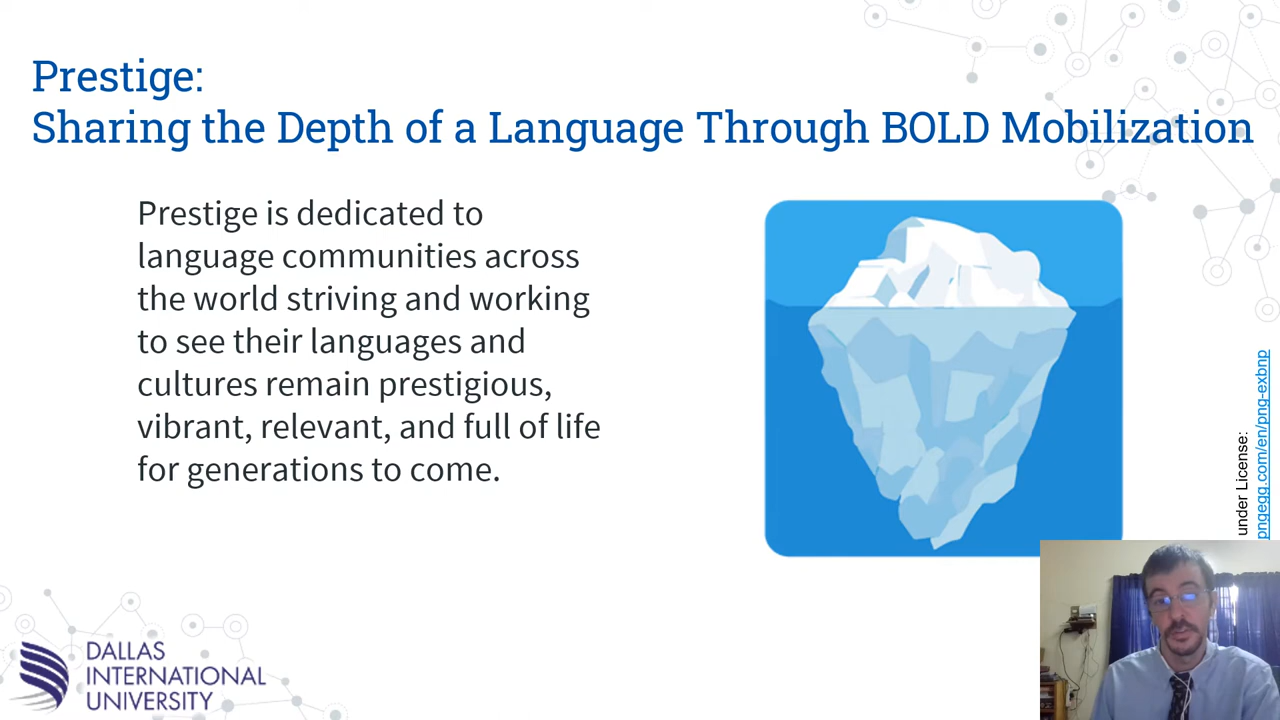 Prestige:
Sharing the Depth of a Language Through BOLD Mobilization
Prestige is dedicated to
language communities across
the world striving and working
to see their languages and
cultures remain prestigious,
vibrant, relevant, and full of life
for generations to come.
under License:
pngegg.com/en/png-exbnp
DALLAS
INTERNATIONAL
UNIVERSITY